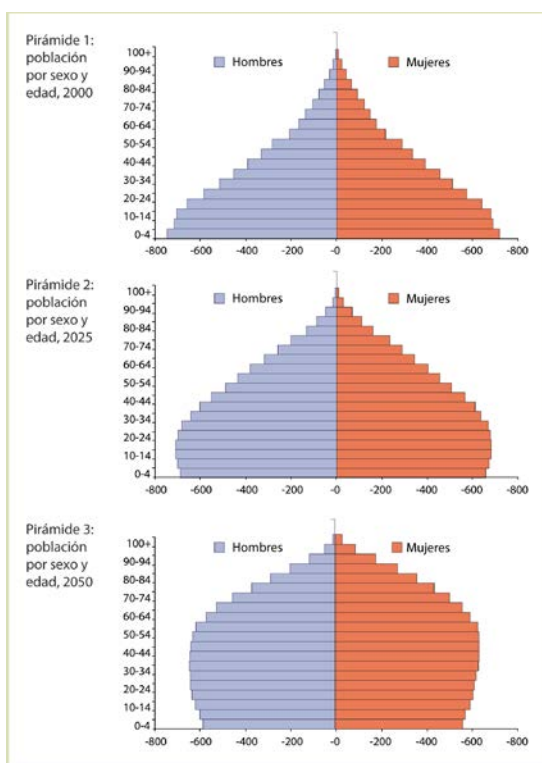 Pirámide 1:
población
por sexo y
edad, 2000
Hombres
Mujeres
100+
90-94
80-84
70-74
60-64
50-54
40-44
30-34
20-24
10-14
0-4
-800 -600 -400 -200 -0 -200 -400 -600 -800
Pirámide 2:
población
por sexo y
edad, 2025
Hombres
Mujeres
100+
90-94
80-84
70-74
60-64
50-54
40-44
30-34
20-24
10-14
0-4
-800 -600 -400 -200 -0 -400 -400 -600 -800
Pirámide 3:
población
por sexo y
edad, 2050
Hombres
Mujeres
100+
90-94
80-84
70-74
60-64
50-54
40-44
30-34
20-24
10-14
0-4
-800 -600 -400 -200 -0 -200 -400 -600 -800